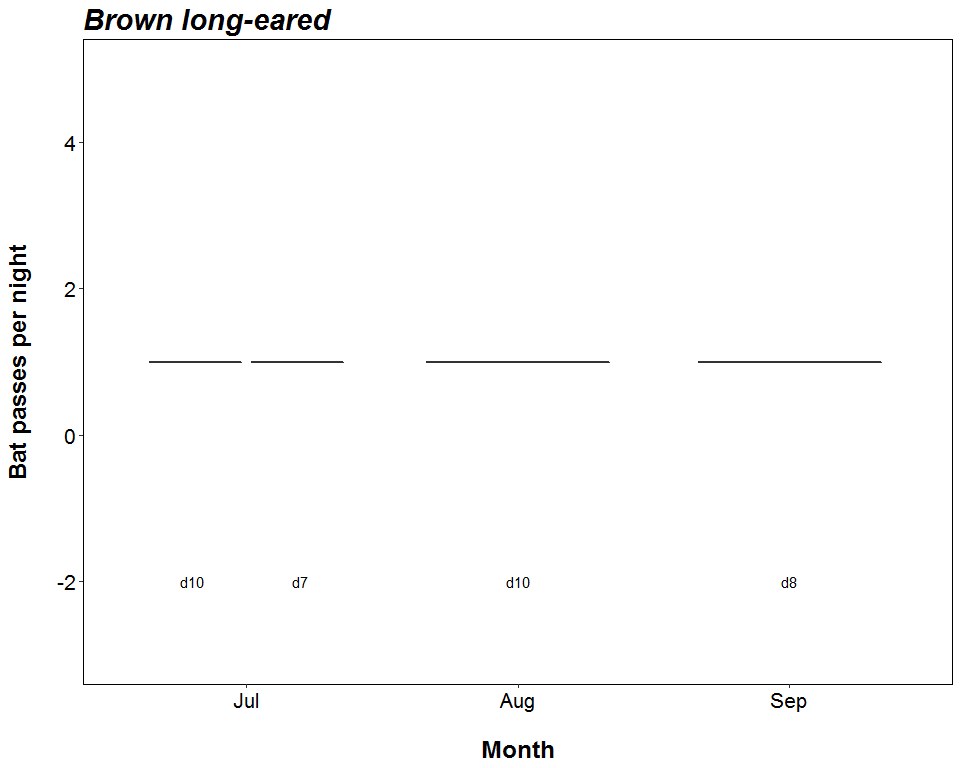 Brown long-eared
Bat passes per night
4
2
0
-2
d10 d7 d10 d8
Jul Aug Sep
Month